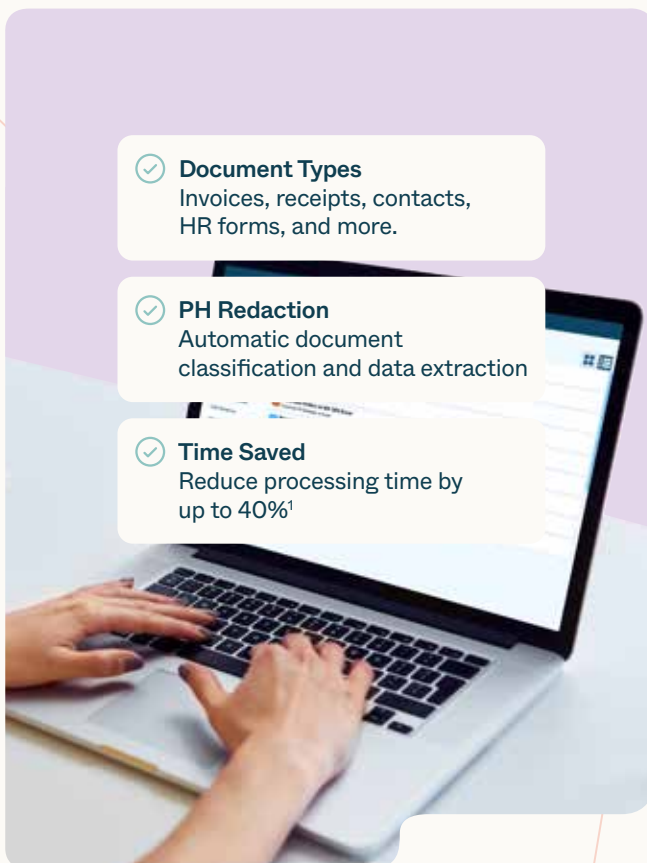 Document Types
Invoices, receipts, contacts,
HR forms, and more.
PH Redaction
Automatic document
classification and data extraction
Time Saved
Reduce processing time by
up to 40%¹